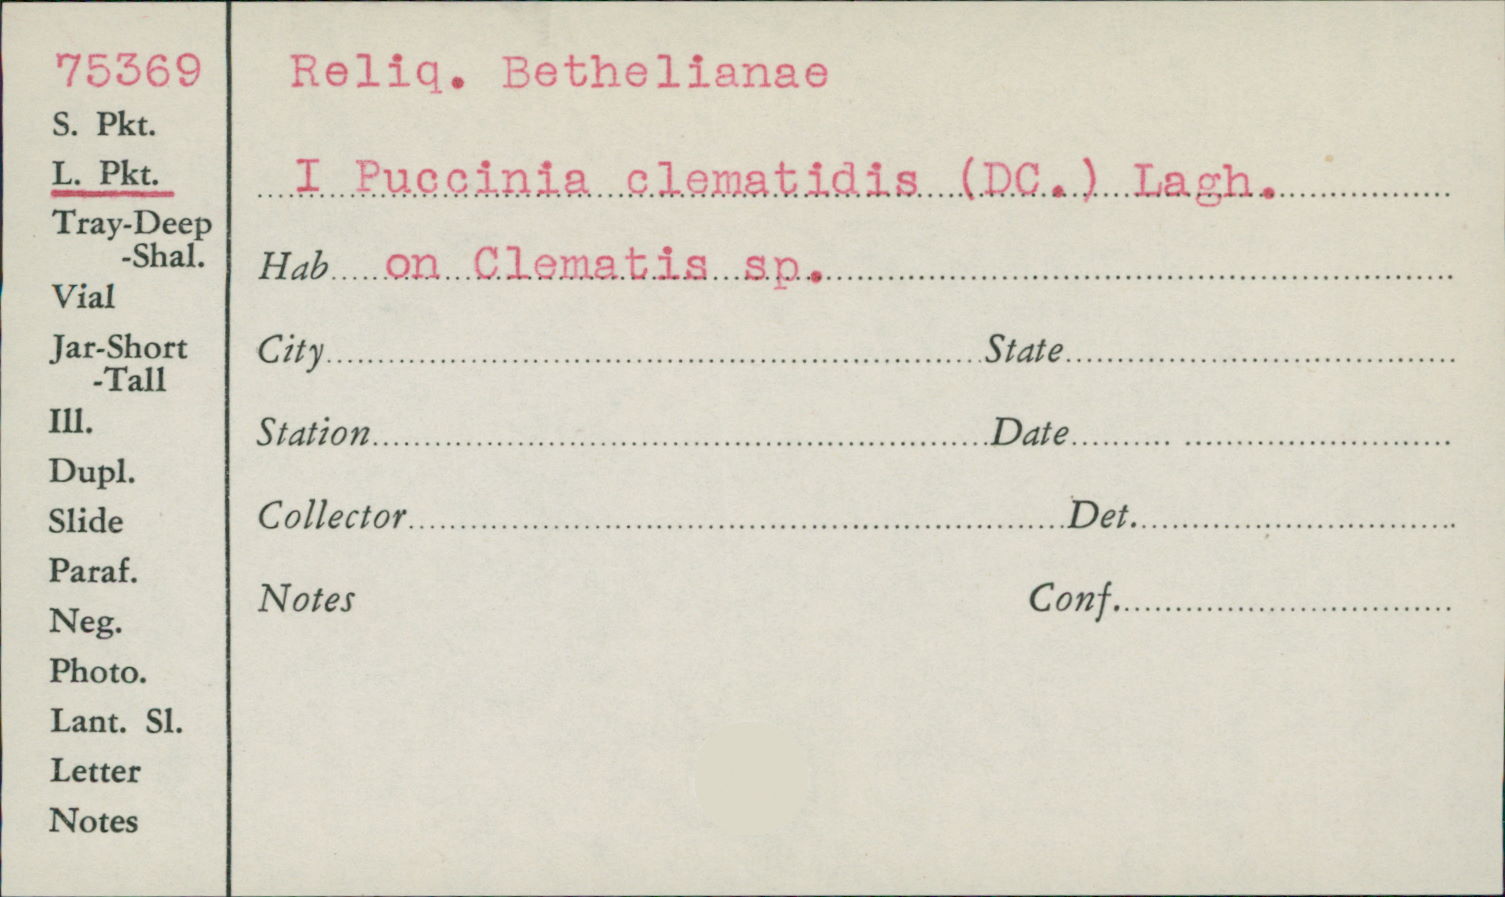 75369
S. Pkt.
L. Pkt.
Tray-Deep
-Shal.
Vial
Jar-Short
-Tall
Ill.
Dupl.
Slide
Paraf.
Neg.
Photo.
Lant. Sl.
Letter
Notes
Reliq. Bethelianae
I Puccinia clematidis (DC.) Lagh.
Hab on Clematis sp.
City State
Station Date
Collector Det.
Notes Conf.